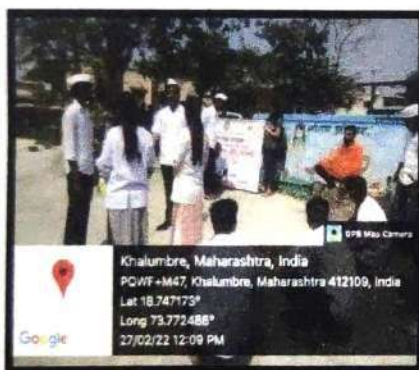 GPS Map Camera
Khalumbre, Maharashtra, India
PQWF+M47, Khalumbre, Maharashtra 412109, India
Lat 18.747173°
Long 73.772486°
27/02/22 12:09 PM
Google